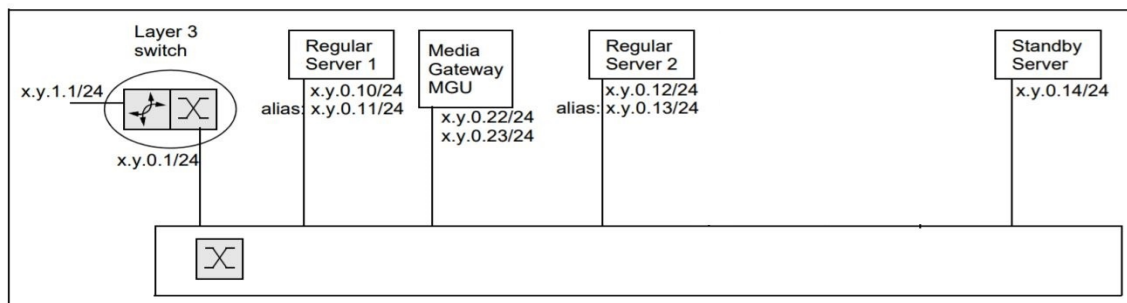 Layer 3
switch
x.y.1.1/24
x.y.0.1/24
Regular
Server 1
x.y.0.10/24
alias: x.y.0.11/24
Media
Gateway
MGU
x.y.0.22/24
x.y.0.23/24
Regular
Server 2
x.y.0.12/24
alias: x.y.0.13/24
Standby
Server
x.y.0.14/24